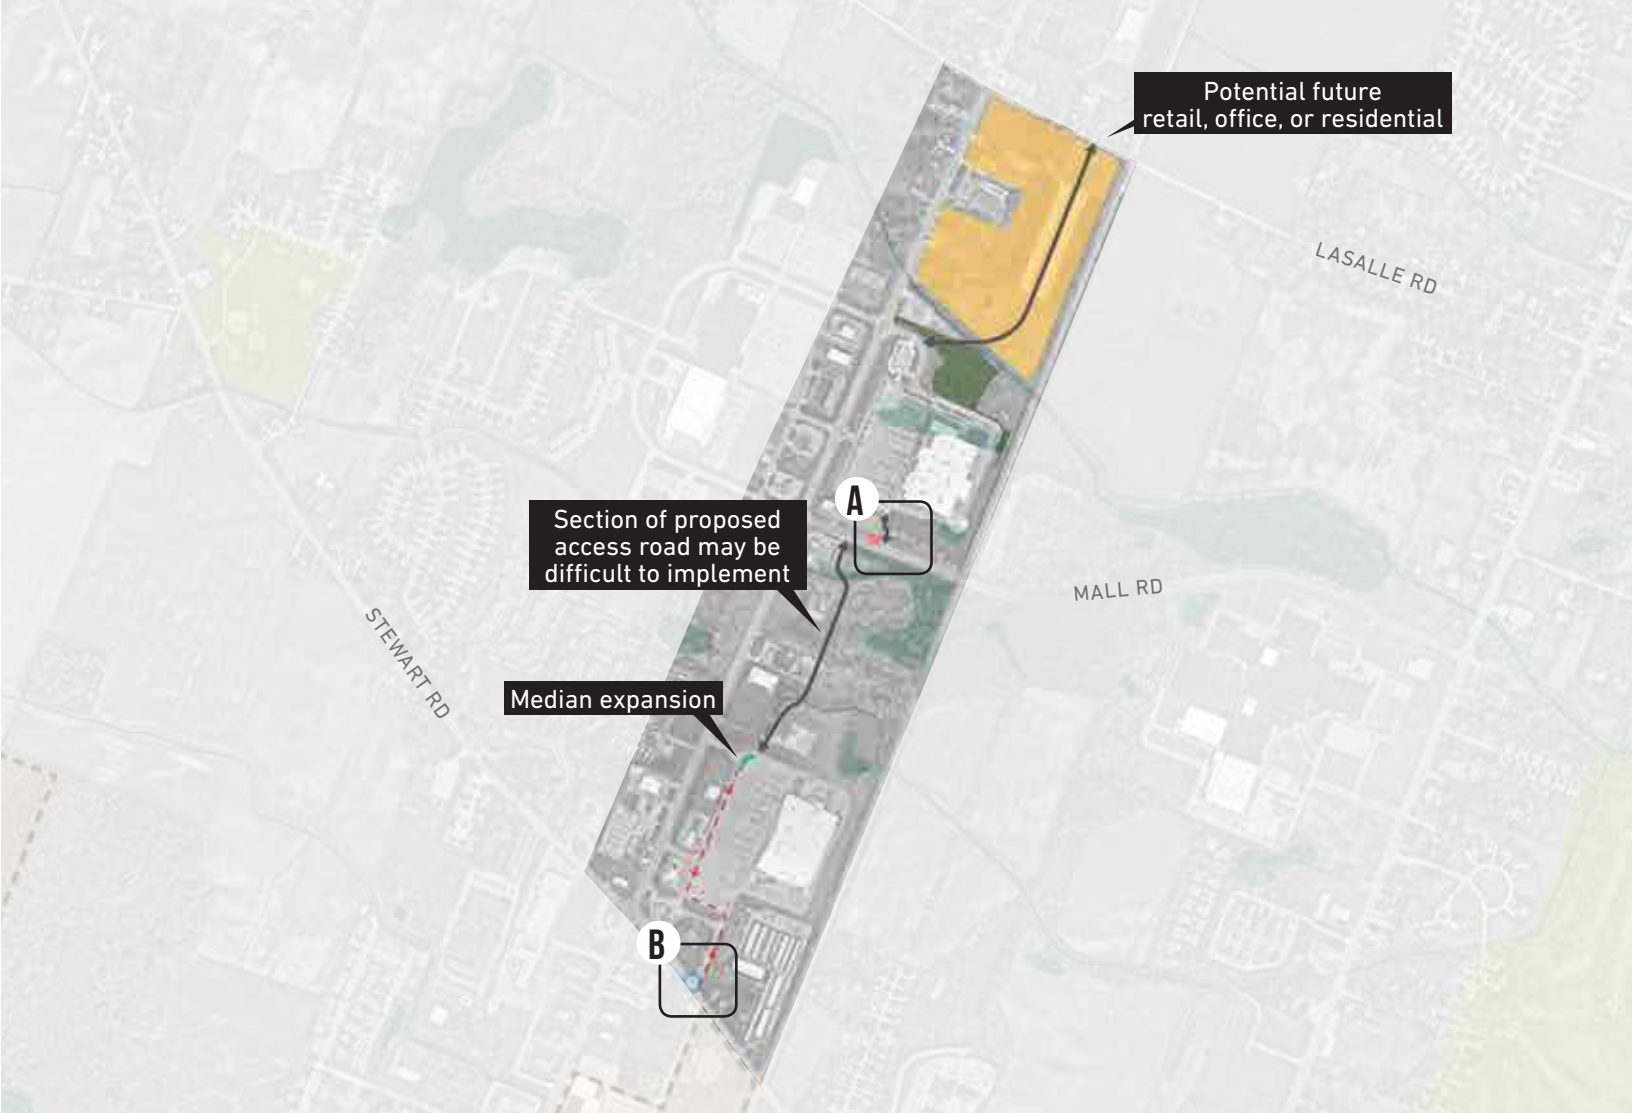 Potential future
retail, office, or residential
LASALLE RD
A
Section of proposed
access road may be
difficult to implement
MALL RD
STEWART RD
Median expansion
B